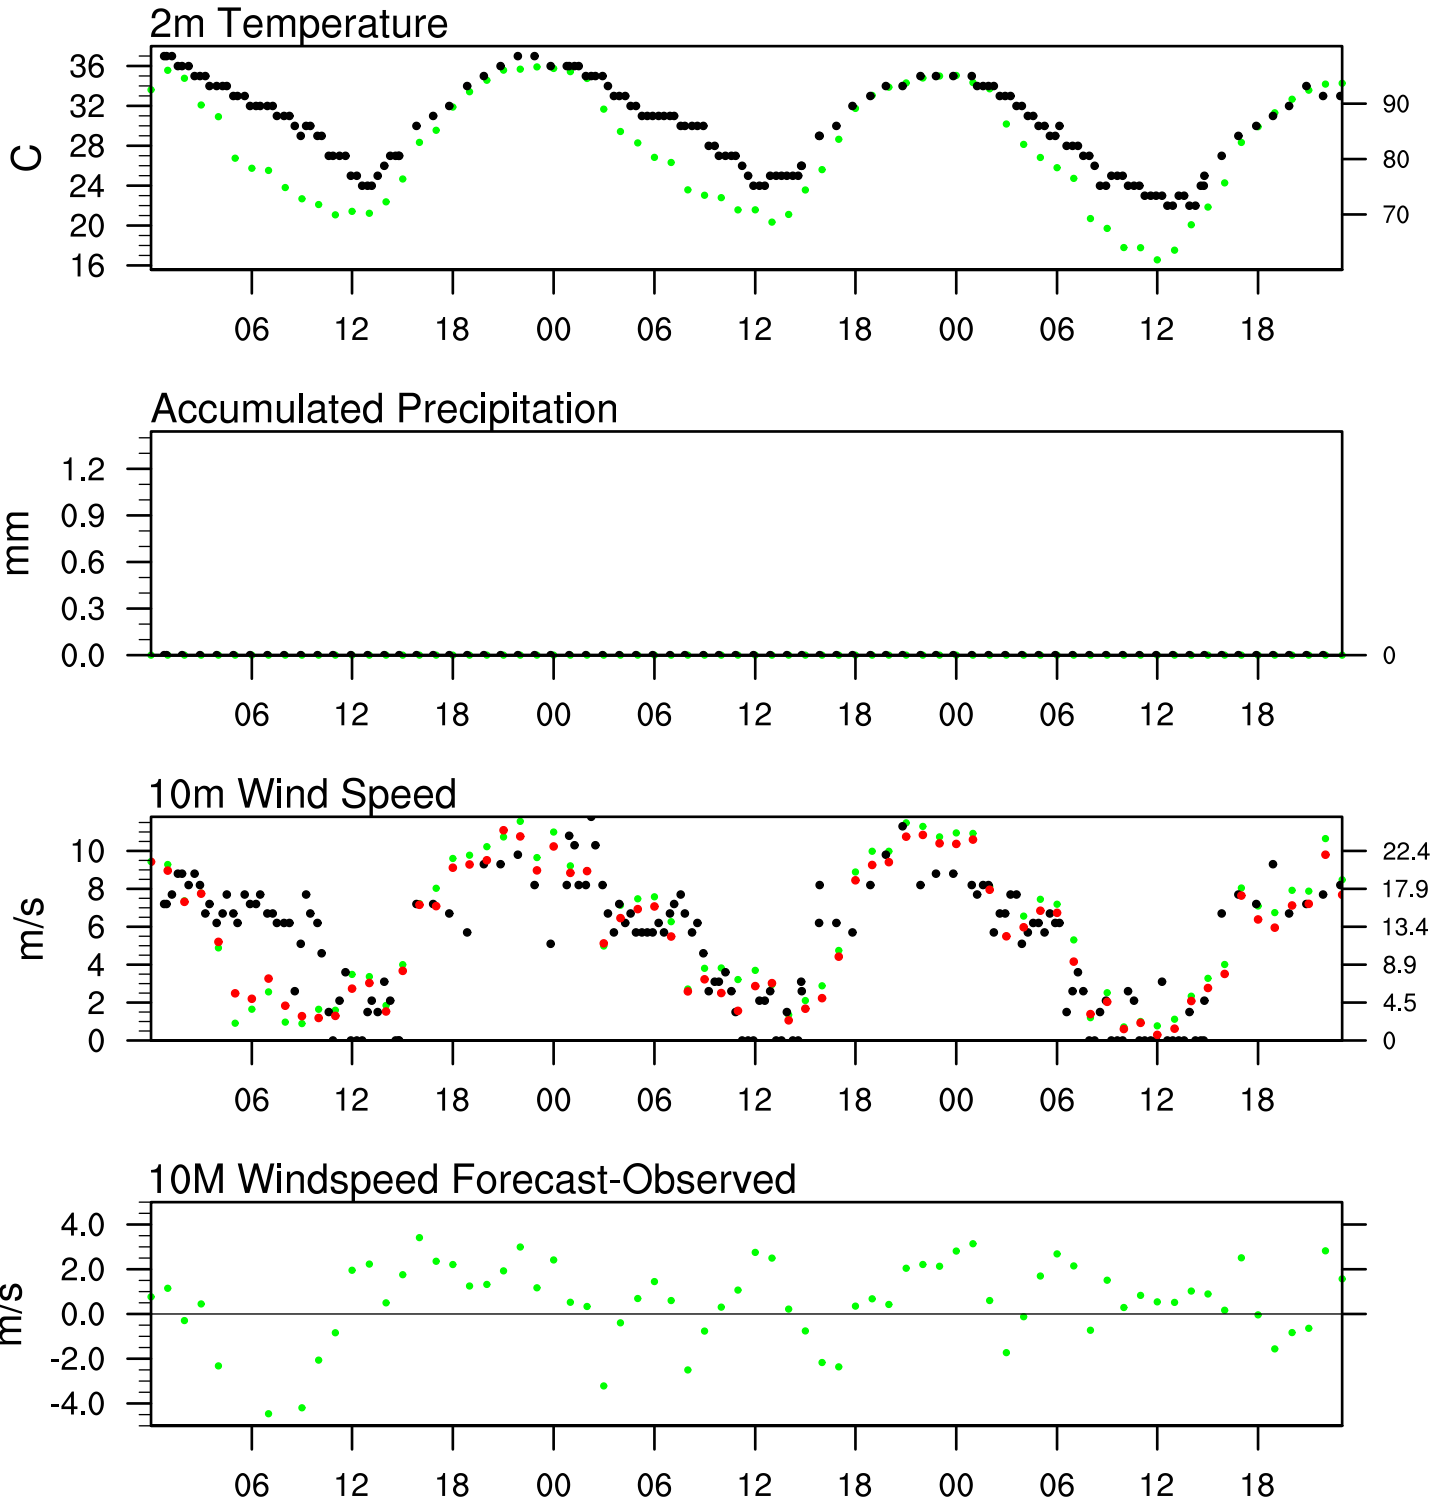 2m Temperature
36
32
28
24
20
16
C
90
80
70
06 12 18 00 06 12 18 00 06 12 18
Accumulated Precipitation
1.2
0.9
0.6
0.3
0.0
mm
0
06 12 18 00 06 12 18 00 06 12 18
10m Wind Speed
10
8
6
4
2
0
m/s
22.4
17.9
13.4
8.9
4.5
0
06 12 18 00 06 12 18 00 06 12 18
10M Windspeed Forecast-Observed
4.0
2.0
0.0
-2.0
-4.0
m/s
06 12 18 00 06 12 18 00 06 12 18